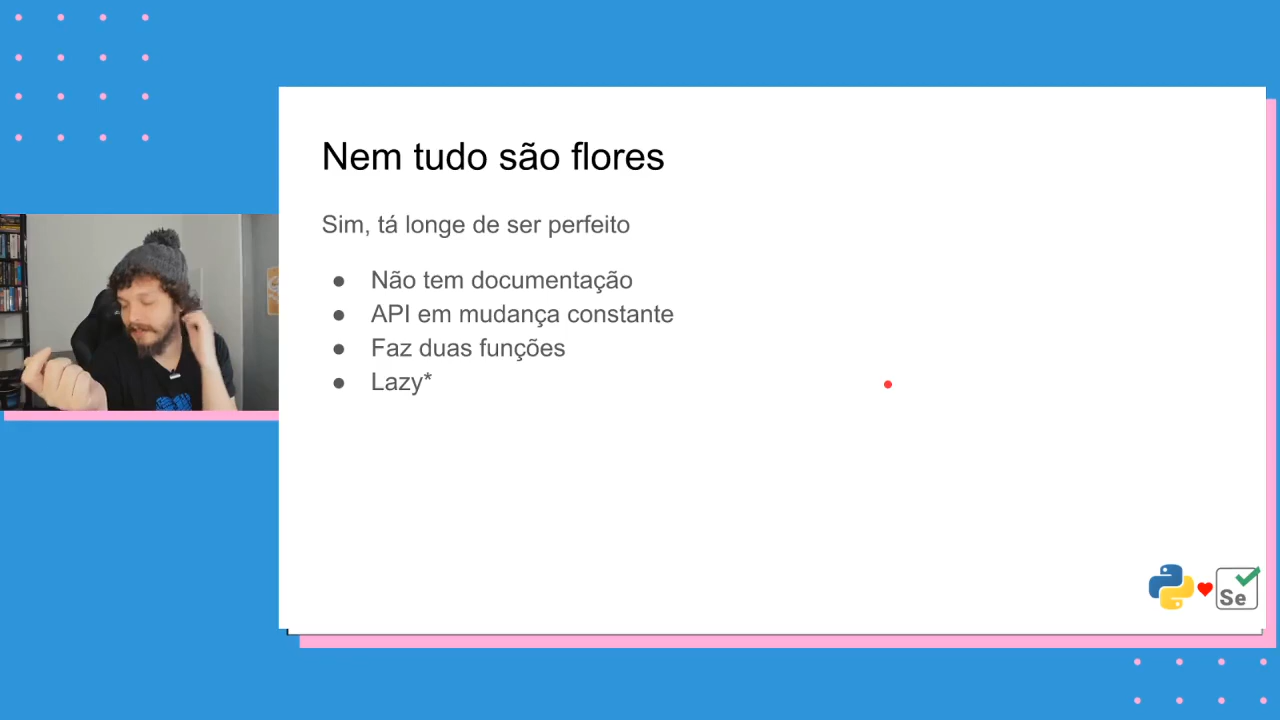 Nem tudo são flores
Sim, tá longe de ser perfeito
● Não tem documentação
● API em mudança constante
● Faz duas funções
● Lazy*
Se